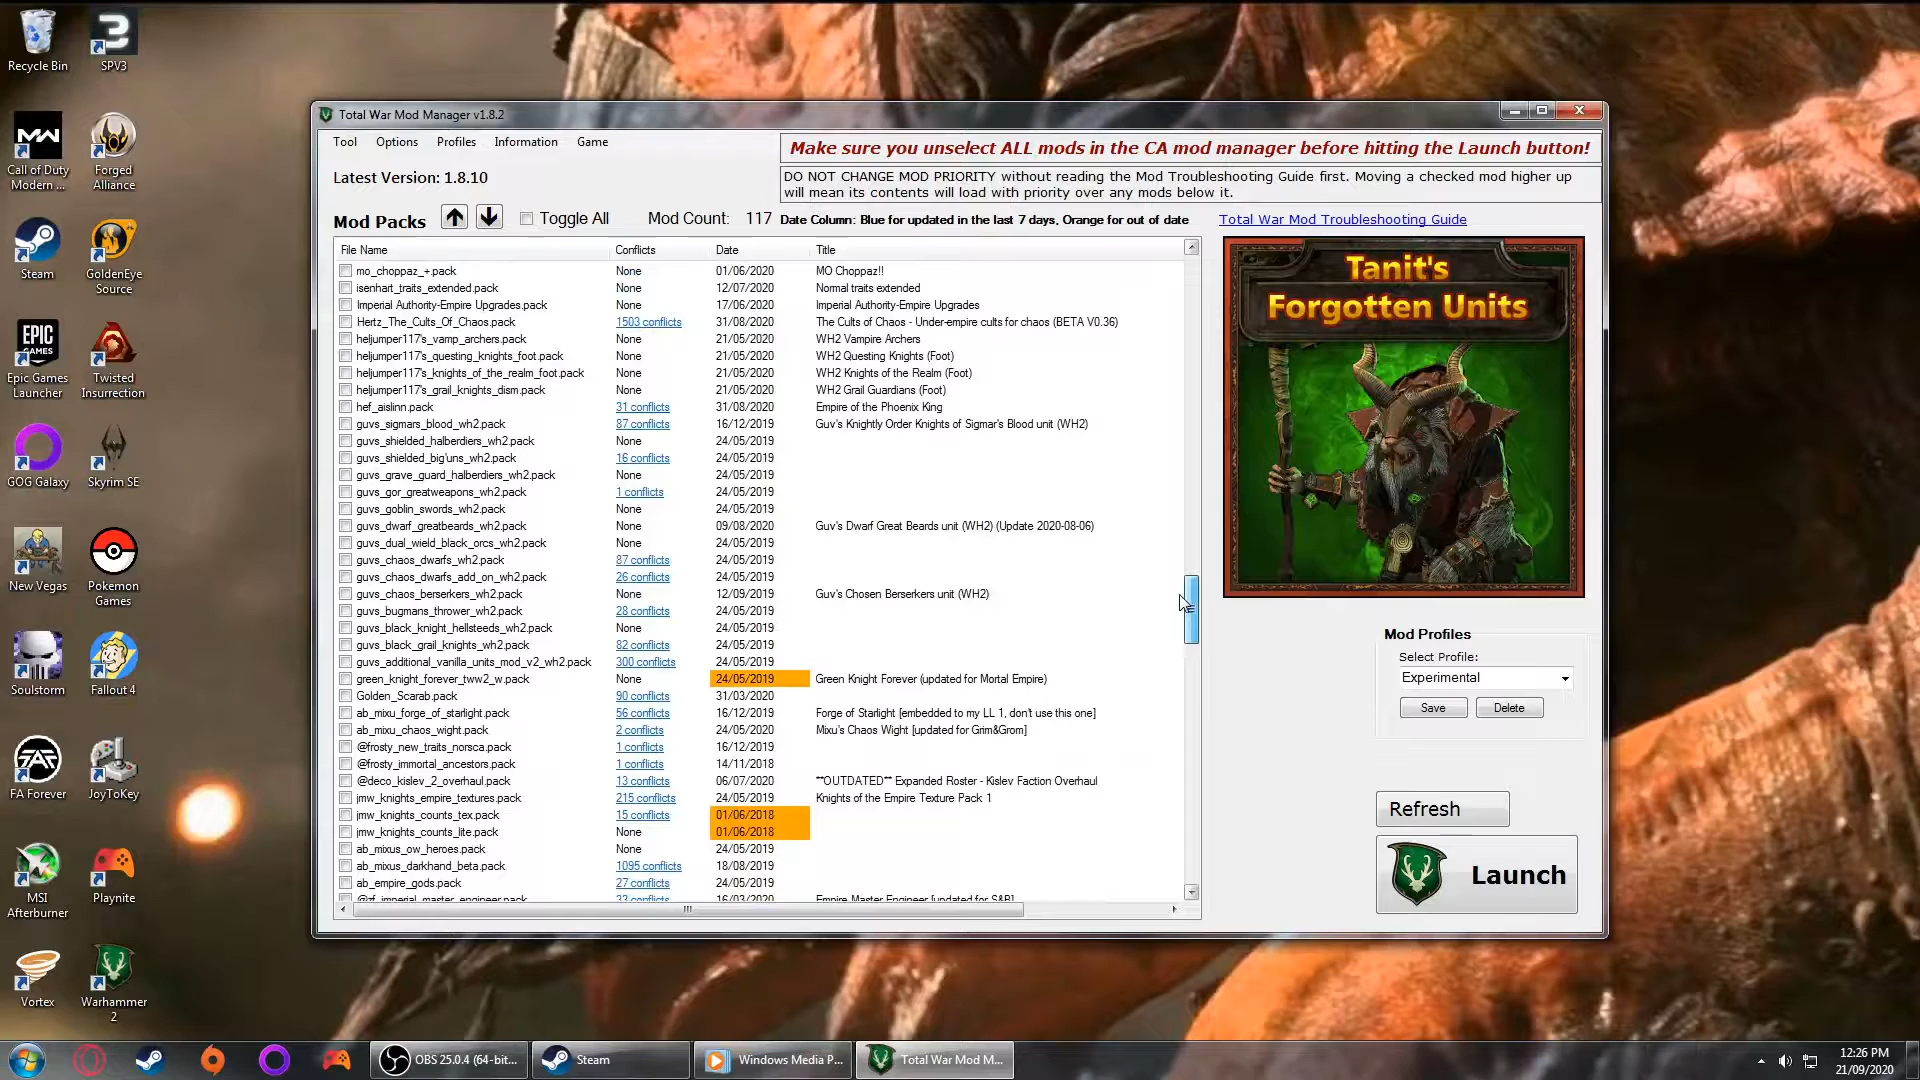 Recycle Bin
SPV3
Call of Duty Modern ...
Forged Alliance
Steam
GoldenEye Source
Epic Games Launcher
Twisted Insurrection
GOG Galaxy
Skyrim SE
New Vegas
Pokemon Games
Soulstorm
Fallout 4
FA Forever
JoyToKey
MSI Afterburner
Playnite
Vortex
Warhammer 2
Total War Mod Manager v1.8.2
Tool Options Profiles Information Game
Make sure you unselect ALL mods in the CA mod manager before hitting the Launch button!
Latest Version: 1.8.10
DO NOT CHANGE MOD PRIORITY without reading the Mod Troubleshooting Guide first. Moving a checked mod higher up
will mean its contents will load with priority over any mods below it.
Mod Packs Toggle All Mod Count: 117 Date Column: Blue for updated in the last 7 days, Orange for out of date Total War Mod Troubleshooting Guide
File Name Conflicts Date Title
mo_choppaz_+.pack None 01/06/2020 MO Choppaz!!
isenhart_traits_extended.pack None 12/07/2020 Normal traits extended
Imperial Authority-Empire Upgrades.pack None 17/06/2020 Imperial Authority-Empire Upgrades
Hertz_The_Cults_Of_Chaos.pack 1503 conflicts 31/08/2020 The Cults of Chaos - Under-empire cults for chaos (BETA V0.36)
heljumper117's_vamp_archers.pack None 21/05/2020 WH2 Vampire Archers
heljumper117's_questing_knights_foot.pack None 21/05/2020 WH2 Questing Knights (Foot)
heljumper117's_knights_of_the_realm_foot.pack None 21/05/2020 WH2 Knights of the Realm (Foot)
heljumper117's_grail_knights_dism.pack None 21/05/2020 WH2 Grail Guardians (Foot)
hef_aislinn.pack 31 conflicts 31/08/2020 Empire of the Phoenix King
guvs_sigmars_blood_wh2.pack 87 conflicts 16/12/2019 Guv's Knightly Order Knights of Sigmar's Blood unit (WH2)
guvs_shielded_halberdiers_wh2.pack None 24/05/2019
guvs_shielded_big'uns_wh2.pack 16 conflicts 24/05/2019
guvs_grave_guard_halberdiers_wh2.pack None 24/05/2019
guvs_gor_greatweapons_wh2.pack 1 conflicts 24/05/2019
guvs_goblin_swords_wh2.pack None 24/05/2019
guvs_dwarf_greatbeards_wh2.pack None 09/08/2020 Guv's Dwarf Great Beards unit (WH2) (Update 2020-08-06)
guvs_dual_wield_black_orcs_wh2.pack None 24/05/2019
guvs_chaos_dwarfs_wh2.pack 87 conflicts 24/05/2019
guvs_chaos_dwarfs_add_on_wh2.pack 26 conflicts 24/05/2019
guvs_chaos_berserkers_wh2.pack None 12/09/2019 Guv's Chosen Berserkers unit (WH2)
guvs_bugmans_thrower_wh2.pack 28 conflicts 24/05/2019
guvs_black_knight_hellsteeds_wh2.pack None 24/05/2019
guvs_black_grail_knights_wh2.pack 82 conflicts 24/05/2019
guvs_additional_vanilla_units_mod_v2_wh2.pack 300 conflicts 24/05/2019
green_knight_forever_tww2_w.pack None 24/05/2019 Green Knight Forever (updated for Mortal Empire)
Golden_Scarab.pack 90 conflicts 31/03/2020
ab_mixu_forge_of_starlight.pack 56 conflicts 16/12/2019 Forge of Starlight [embedded to my LL 1, don't use this one]
ab_mixu_chaos_wight.pack 2 conflicts 24/05/2020 Mixu's Chaos Wight [updated for Grim&Grom]
@frosty_new_traits_norsca.pack 1 conflicts 16/12/2019
@frosty_immortal_ancestors.pack 1 conflicts 14/11/2018
@deco_kislev_2_overhaul.pack 13 conflicts 06/07/2020 **OUTDATED** Expanded Roster - Kislev Faction Overhaul
jmw_knights_empire_textures.pack 215 conflicts 24/05/2019 Knights of the Empire Texture Pack 1
jmw_knights_counts_tex.pack 15 conflicts 01/06/2018
jmw_knights_counts_lite.pack None 01/06/2018
ab_mixus_ow_heroes.pack None 24/05/2019
ab_mixus_darkhand_beta.pack 1095 conflicts 18/08/2019
ab_empire_gods.pack 27 conflicts 24/05/2019
@zf_imperial_master_engineer.pack 33 conflicts 16/03/2020 Empire Master Engineer [updated for S&B]
Tanit's
Forgotten Units
Mod Profiles
Select Profile:
Experimental
Save Delete
Refresh
Launch
OBS 25.0.4 (64-bit... Steam Windows Media P... Total War Mod M...
12:26 PM
21/09/2020